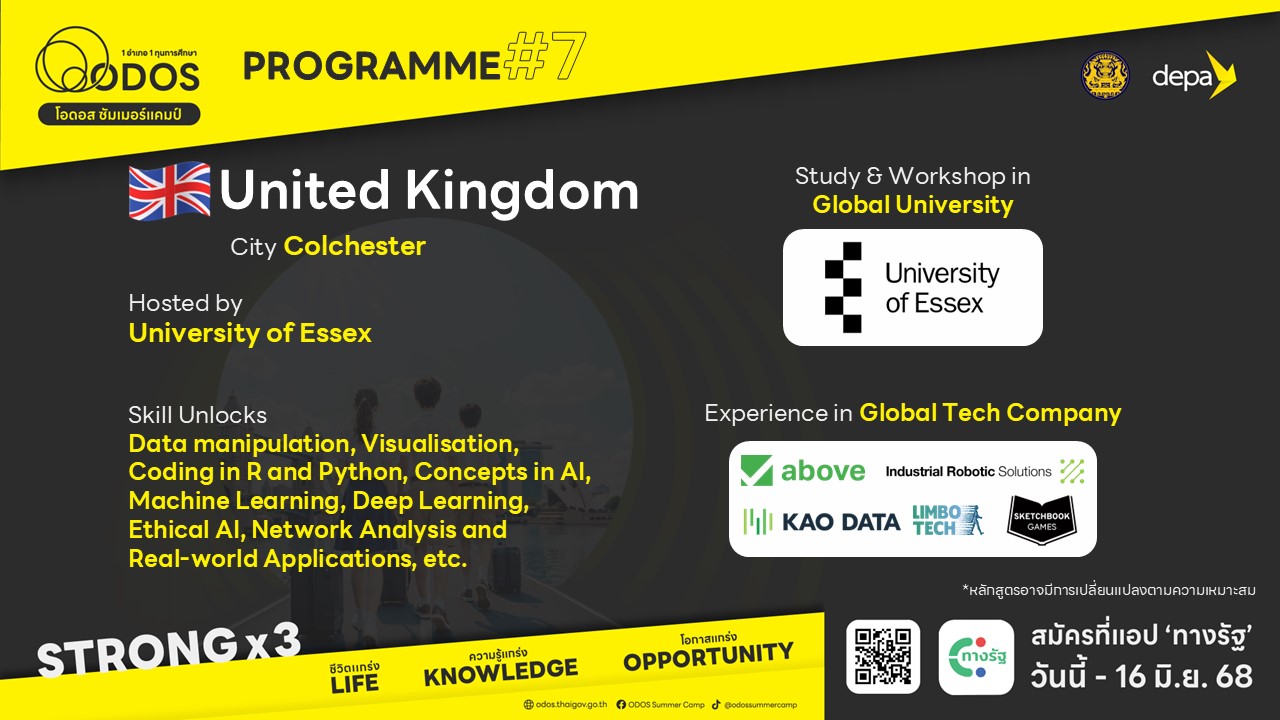 1 อำเภอ 1 ทุนการศึกษา
ODOS
โอดอส ซัมเมอร์แคมป์
PROGRAMME #7
depa
United Kingdom
City Colchester
Hosted by
University of Essex
Skill Unlocks
Data manipulation, Visualisation,
Coding in R and Python, Concepts in AI,
Machine Learning, Deep Learning,
Ethical AI, Network Analysis and
Real-world Applications, etc.
Study & Workshop in
Global University
University
of Essex
Experience in Global Tech Company
above
Industrial Robotic Solutions
KAO DATA
LIMBO
TECH
SKETCHBOOK
GAMES
*หลักสูตรอาจมีการเปลี่ยนแปลงตามความเหมาะสม
STRONG x3
ชีวิตแกร่ง
LIFE
ความรู้แกร่ง
KNOWLEDGE
โอกาสแกร่ง
OPPORTUNITY
odos.thaigov.go.th ODOS Summer Camp @odossummercamp
ทางรัฐ
สมัครที่แอป ‘ทางรัฐ’
วันนี้ - 16 มิ.ย. 68